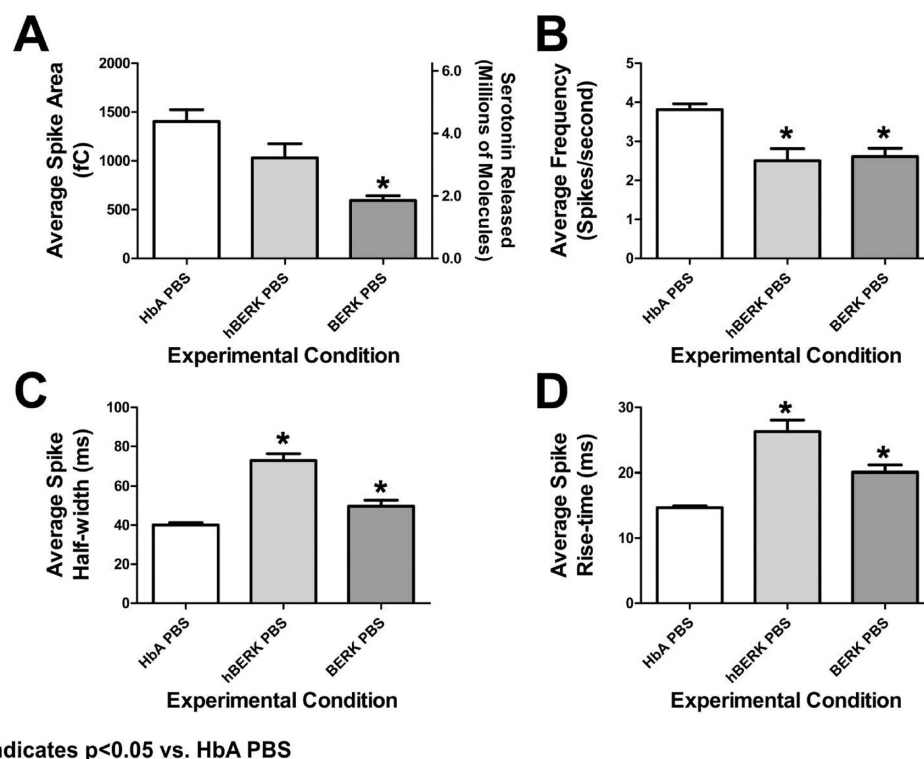 A
Average Spike Area
(fC)
2000
1500
1000
500
0
6.0
4.0
2.0
0.0
Serotonin Released
(Millions of Molecules)
*
HbA PBS
hBERK PBS
BERK PBS
Experimental Condition
B
Average Frequency
(Spikes/second)
5
4
3
2
1
0
*
*
HbA PBS
hBERK PBS
BERK PBS
Experimental Condition
C
Average Spike
Half-width (ms)
100
80
60
40
20
0
*
*
HbA PBS
hBERK PBS
BERK PBS
Experimental Condition
D
Average Spike
Rise-time (ms)
30
20
10
0
*
*
HbA PBS
hBERK PBS
BERK PBS
Experimental Condition
ndicates p<0.05 vs. HbA PBS